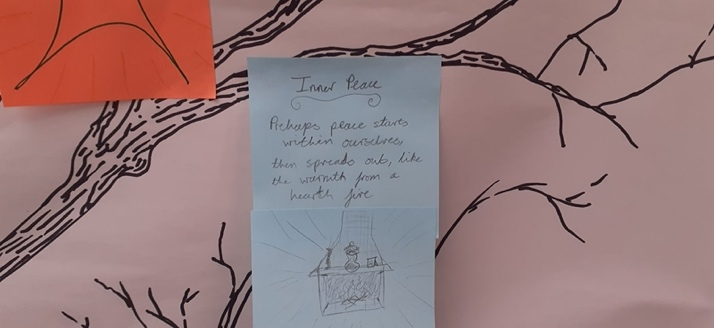 Inner Peace
Perhaps peace starts
within ourselves,
then spreads out, like
the warmth from a
hearth fire